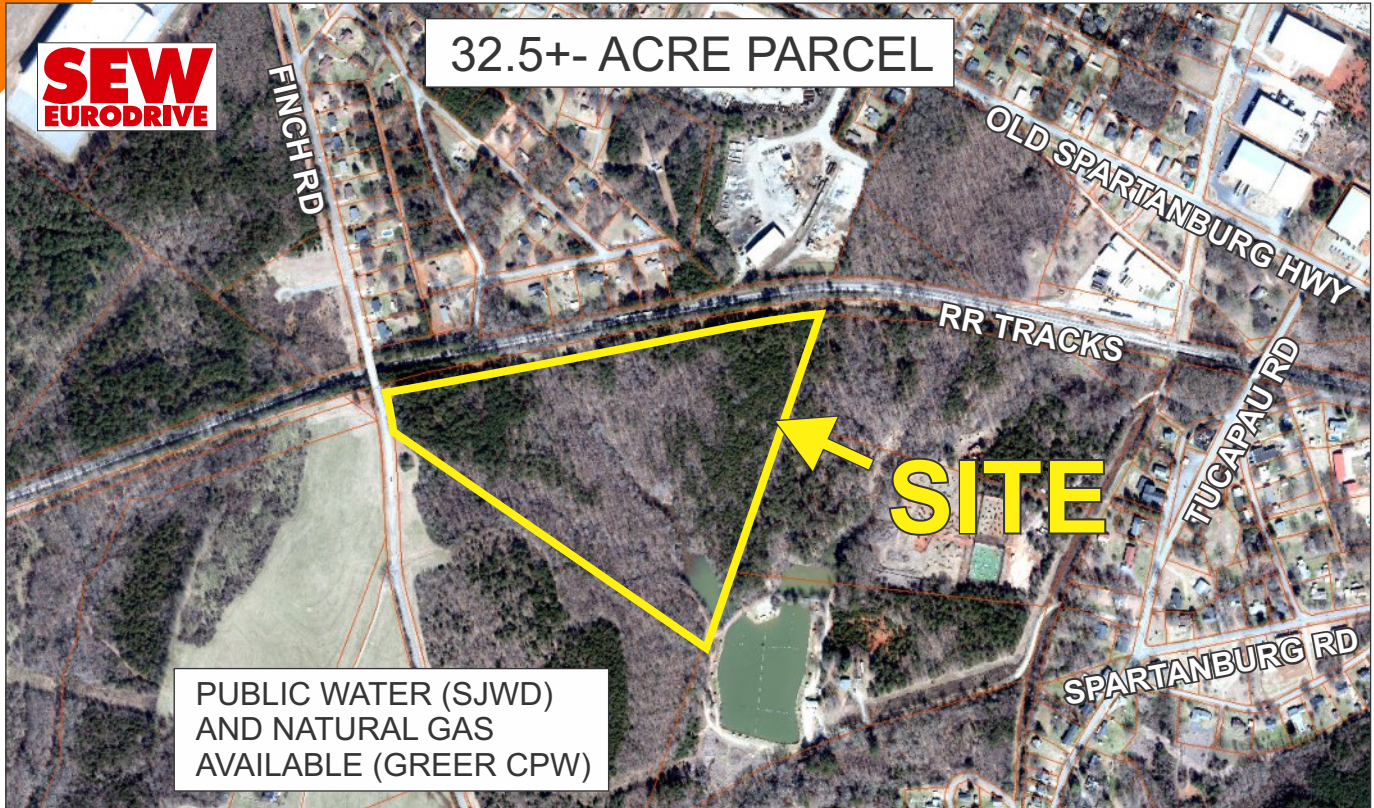 32.5+- ACRE PARCEL
SEW
EURODRIVE
FINCH RD
OLD SPARTANBURG HWY
RR TRACKS
TUCAPAU RD
SITE
SPARTANBURG RD
PUBLIC WATER (SJWD)
AND NATURAL GAS
AVAILABLE (GREER CPW)